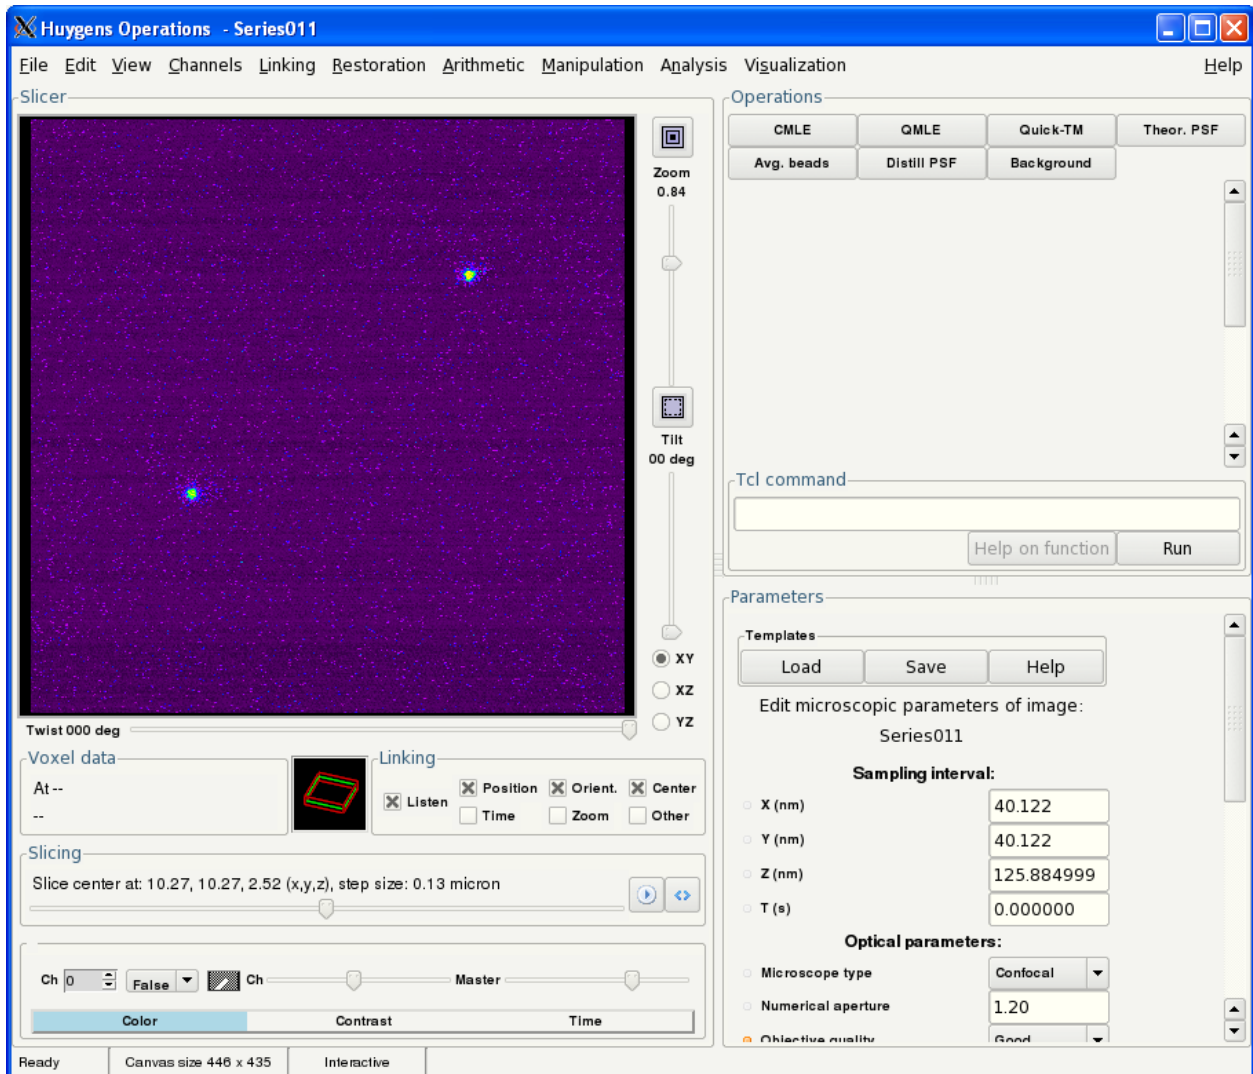 Huygens Operations - Series011
File Edit View Channels Linking Restoration Arithmetic Manipulation Analysis Visualization Help
Slicer
Zoom
0.84
Tilt
00 deg
XY
XZ
YZ
Twist 000 deg
Voxel data
At --
--
Linking
Listen
Position Orient. Center
Time Zoom Other
Slicing
Slice center at: 10.27, 10.27, 2.52 (x,y,z), step size: 0.13 micron
Ch 0 False Ch Master
Color Contrast Time
Ready Canvas size 446 x 435 Interactive
Operations
CMLE QMLE Quick-TM Theor. PSF
Avg. beads Distill PSF Background
Tcl command
Help on function Run
Parameters
Templates
Load Save Help
Edit microscopic parameters of image:
Series011
Sampling interval:
X (nm) 40.122
Y (nm) 40.122
Z (nm) 125.884999
T (s) 0.000000
Optical parameters:
Microscope type Confocal
Numerical aperture 1.20
Objective quality Good